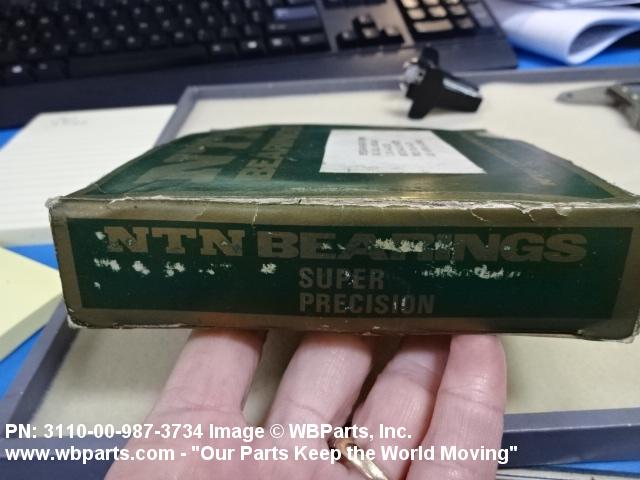 NTN
BEARINGS
NTN BEARINGS
SUPER
PRECISION
PN: 3110-00-987-3734 Image © WBParts, Inc.
www.wbparts.com - "Our Parts Keep the World Moving"